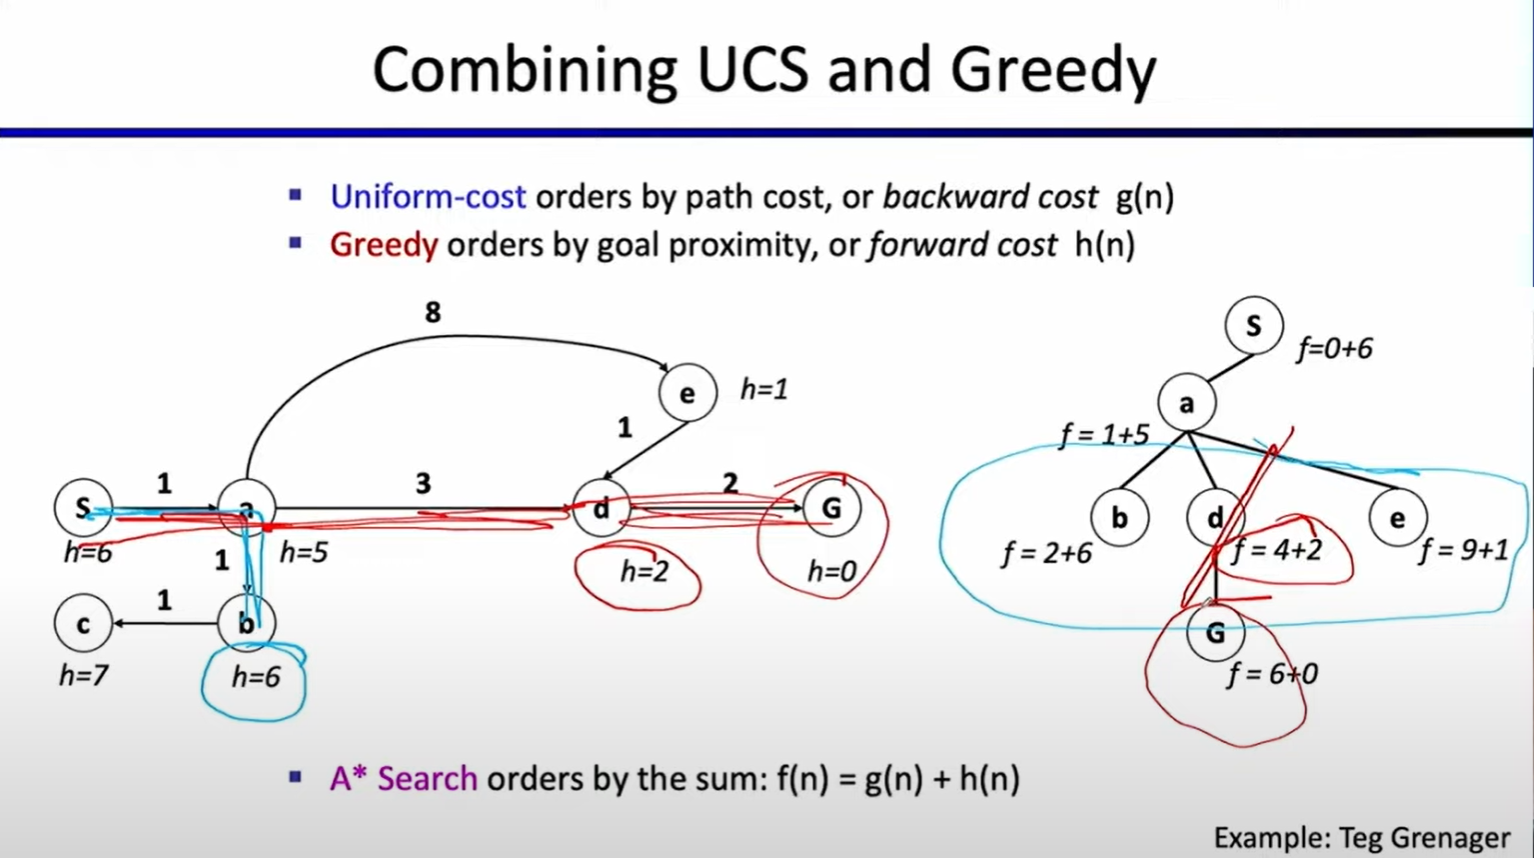 Combining UCS and Greedy
▪ Uniform-cost orders by path cost, or backward cost g(n)
▪ Greedy orders by goal proximity, or forward cost h(n)
8
e
h=1
1
S
1
a
3
d
2
G
h=6
1
h=5
h=2
h=0
c
1
b
h=7
h=6
S
f=0+6
a
f = 1+5
b
d
e
f = 2+6
f = 4+2
f = 9+1
G
f = 6+0
▪ A* Search orders by the sum: f(n) = g(n) + h(n)
Example: Teg Grenager